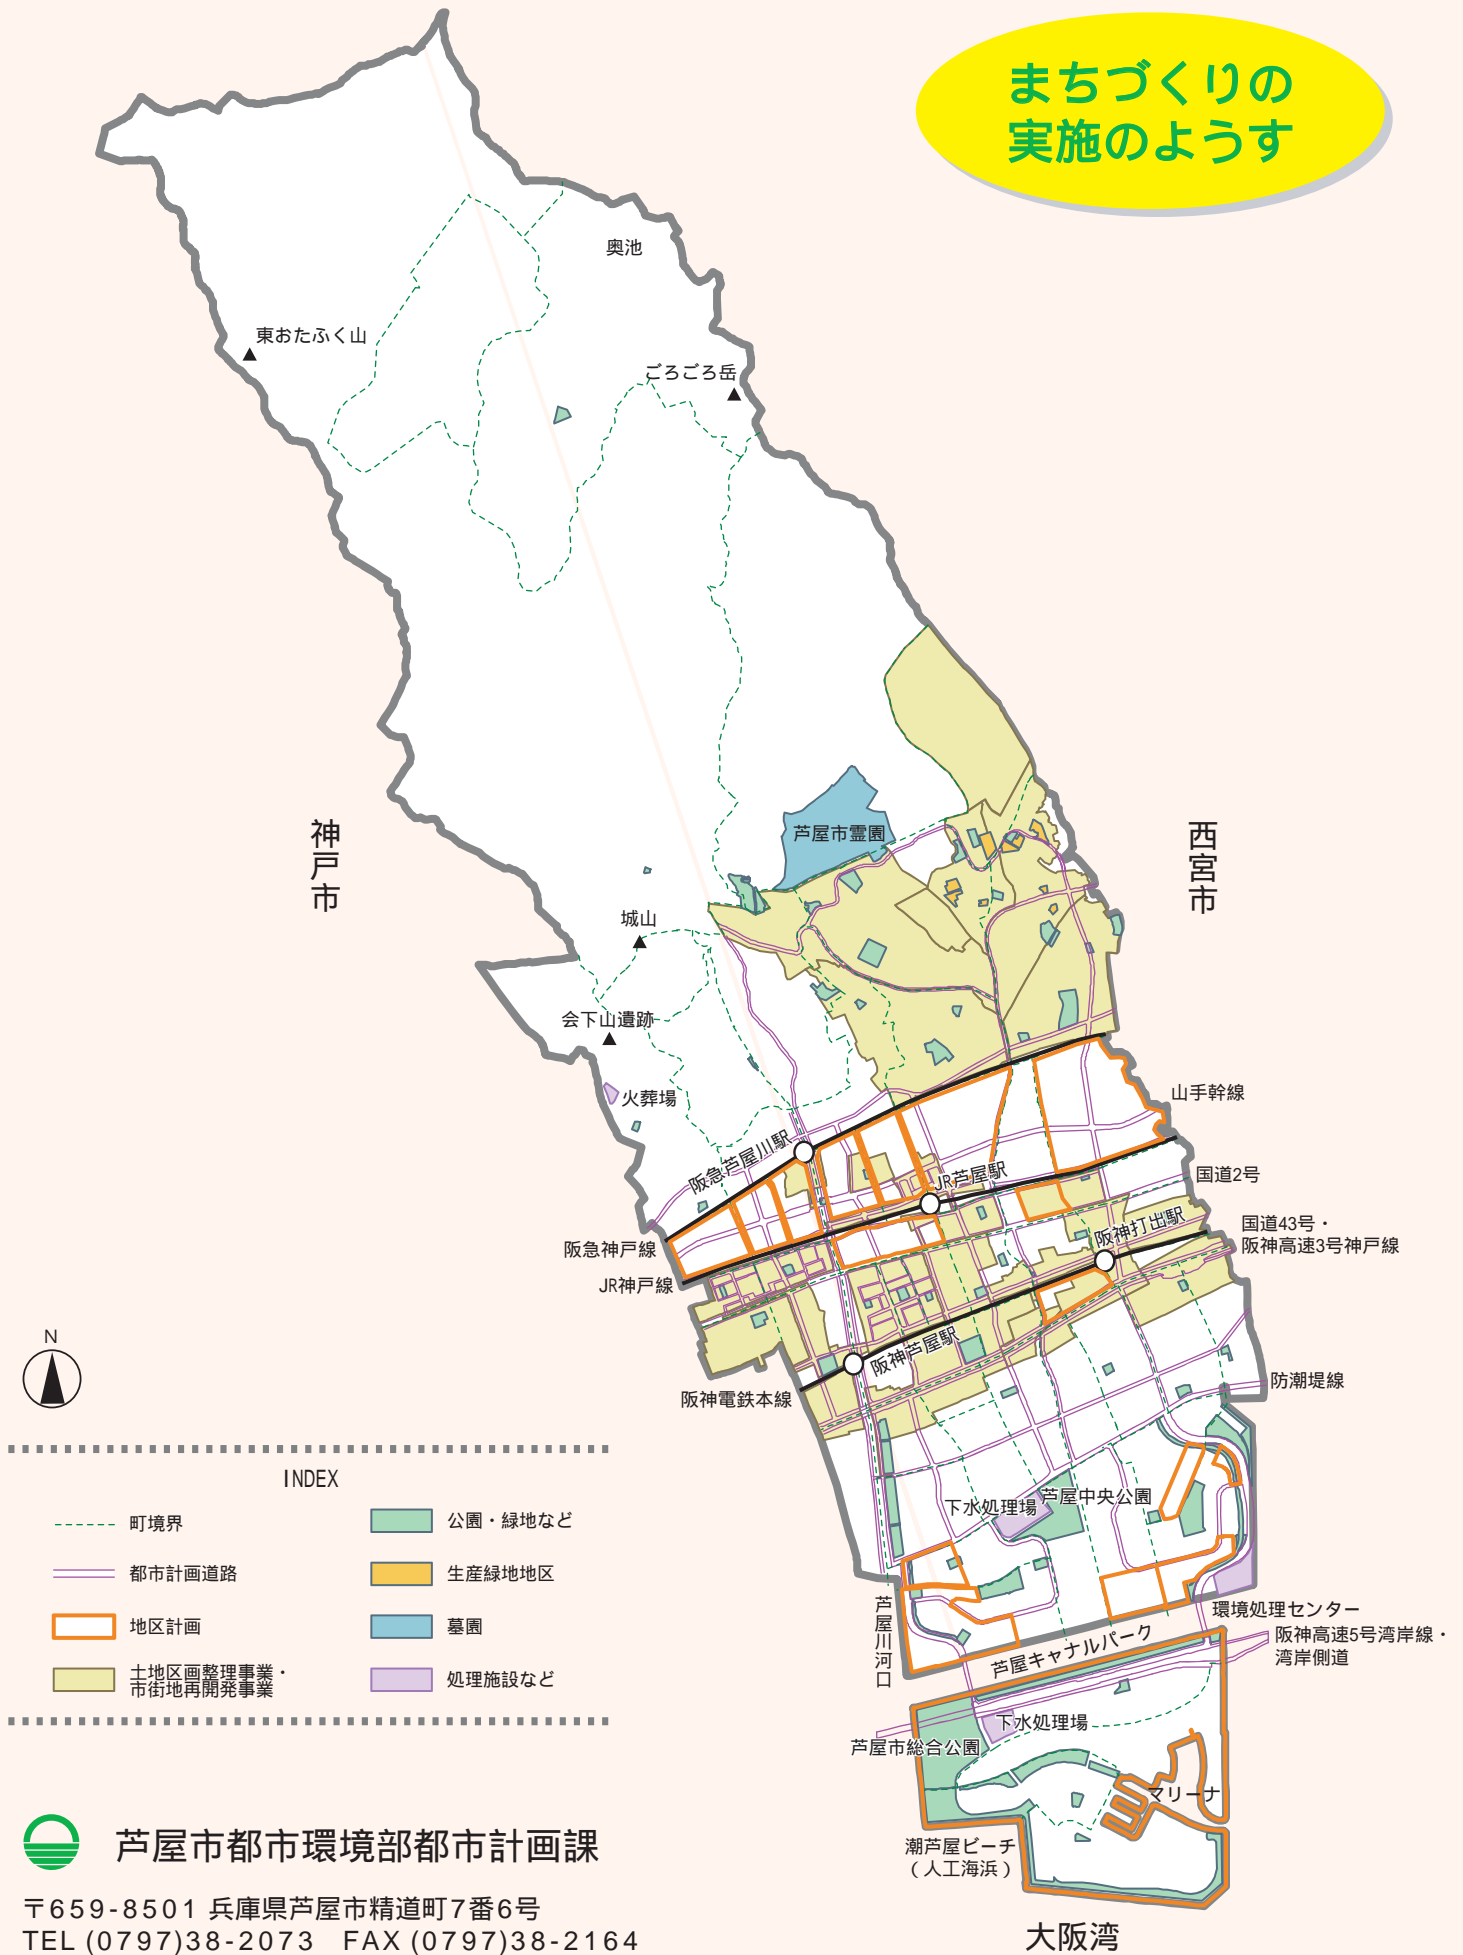 まちづくりの
実施のようす
奥池
東おたふく山
ごろごろ岳
神戸市
西宮市
芦屋市霊園
城山
会下山遺跡
火葬場
山手幹線
阪急芦屋川駅
JR芦屋駅
国道2号
阪神打出駅
国道43号・
阪神高速3号神戸線
阪急神戸線
JR神戸線
阪神芦屋駅
阪神電鉄本線
防潮堤線
N
INDEX
町境界
都市計画道路
地区計画
土地区画整理事業・
市街地再開発事業
公園・緑地など
生産緑地地区
墓園
処理施設など
下水処理場
芦屋中央公園
芦屋川河口
環境処理センター
芦屋キャナルパーク
阪神高速5号湾岸線・
湾岸側道
下水処理場
芦屋市総合公園
マリーナ
潮芦屋ビーチ
(人工海浜)
大阪湾
芦屋市都市環境部都市計画課
〒659-8501 兵庫県芦屋市精道町7番6号
TEL (0797)38-2073 FAX (0797)38-2164